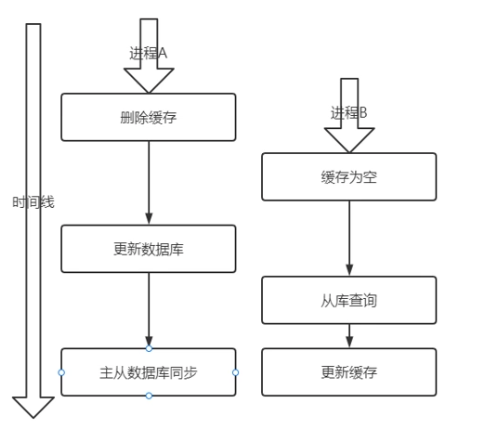 进程A
删除缓存
进程B
缓存为空
时间线
更新数据库
从库查询
主从数据库同步
更新缓存